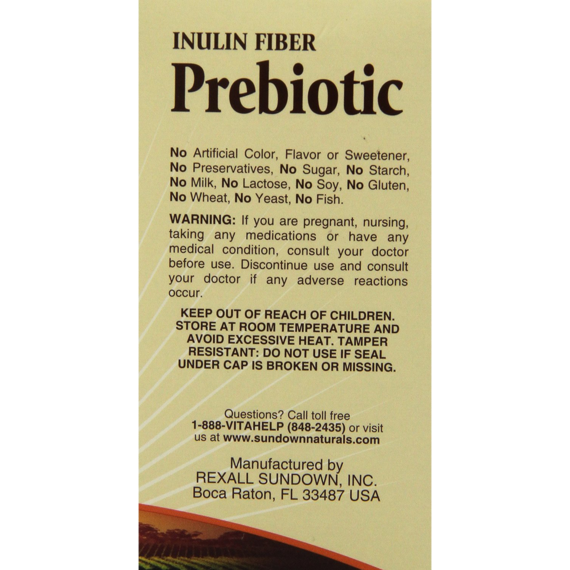 INULIN FIBER
Prebiotic
No Artificial Color, Flavor or Sweetener,
No Preservatives, No Sugar, No Starch,
No Milk, No Lactose, No Soy, No Gluten,
No Wheat, No Yeast, No Fish.
WARNING: If you are pregnant, nursing,
taking any medications or have any
medical condition, consult your doctor
before use. Discontinue use and consult
your doctor if any adverse reactions
occur.
KEEP OUT OF REACH OF CHILDREN.
STORE AT ROOM TEMPERATURE AND
AVOID EXCESSIVE HEAT. TAMPER
RESISTANT: DO NOT USE IF SEAL
UNDER CAP IS BROKEN OR MISSING.
Questions? Call toll free
1-888-VITAHELP (848-2435) or visit
us at www.sundownnaturals.com
Manufactured by
REXALL SUNDOWN, INC.
Boca Raton, FL 33487 USA